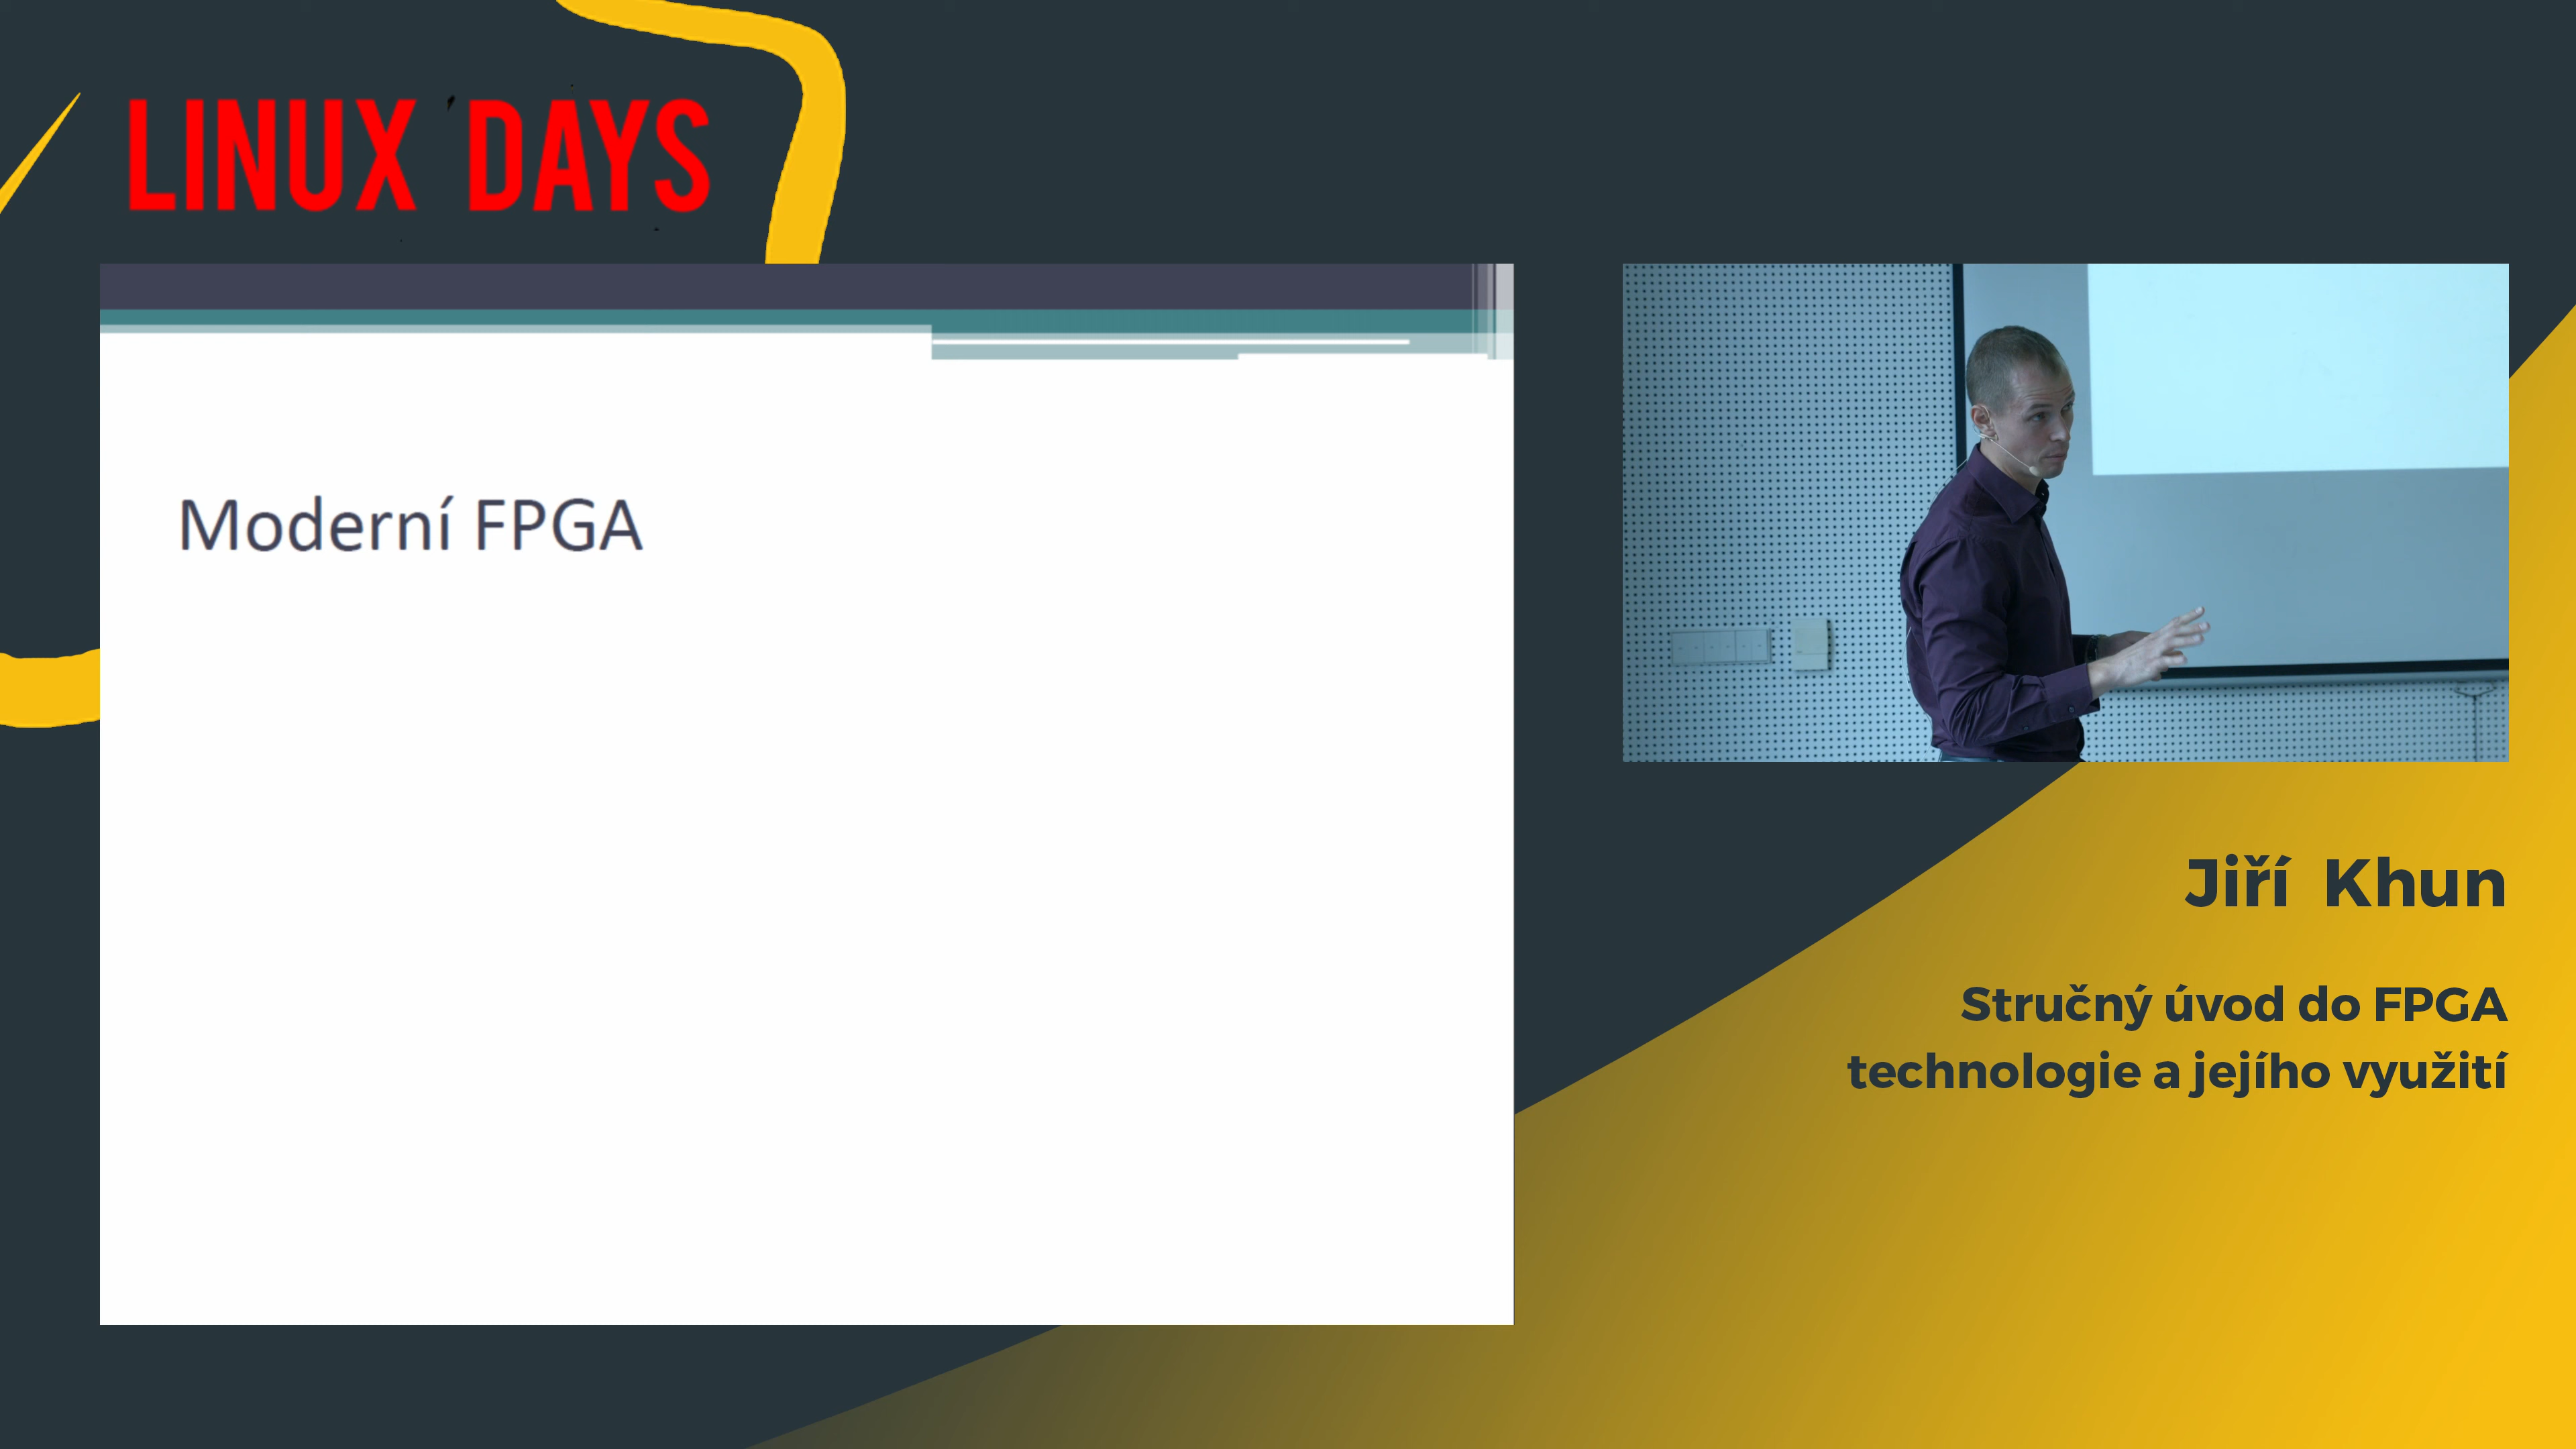 LINUX DAYS
Moderní FPGA
Jiří Khun
Stručný úvod do FPGA
technologie a jejího využití